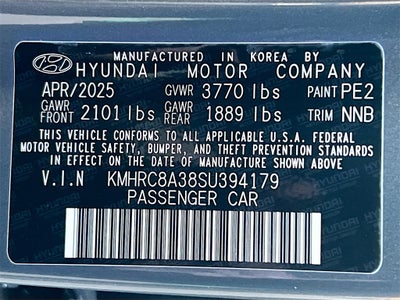 MANUFACTURED IN KOREA BY
HYUNDAI MOTOR COMPANY
APR/2025 GVWR 3770 lbs PAINT PE2
GAWR FRONT 2101 lbs GAWR REAR 1889 lbs TRIM NNB
THIS VEHICLE CONFORMS TO ALL APPLICABLE U.S.A. FEDERAL
MOTOR VEHICLE SAFETY, BUMPER, AND THEFT PREVENTION STANDARDS
IN EFFECT ON THE DATE OF MANUFACTURE SHOWN ABOVE.
V.I.N KMHRC8A38SU394179
PASSENGER CAR